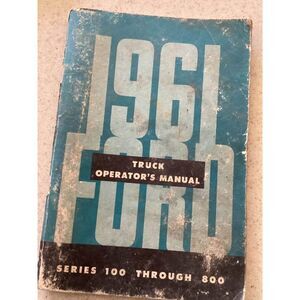 1961
TRUCK
OPERATOR'S MANUAL
FORD
SERIES 100 THROUGH 800